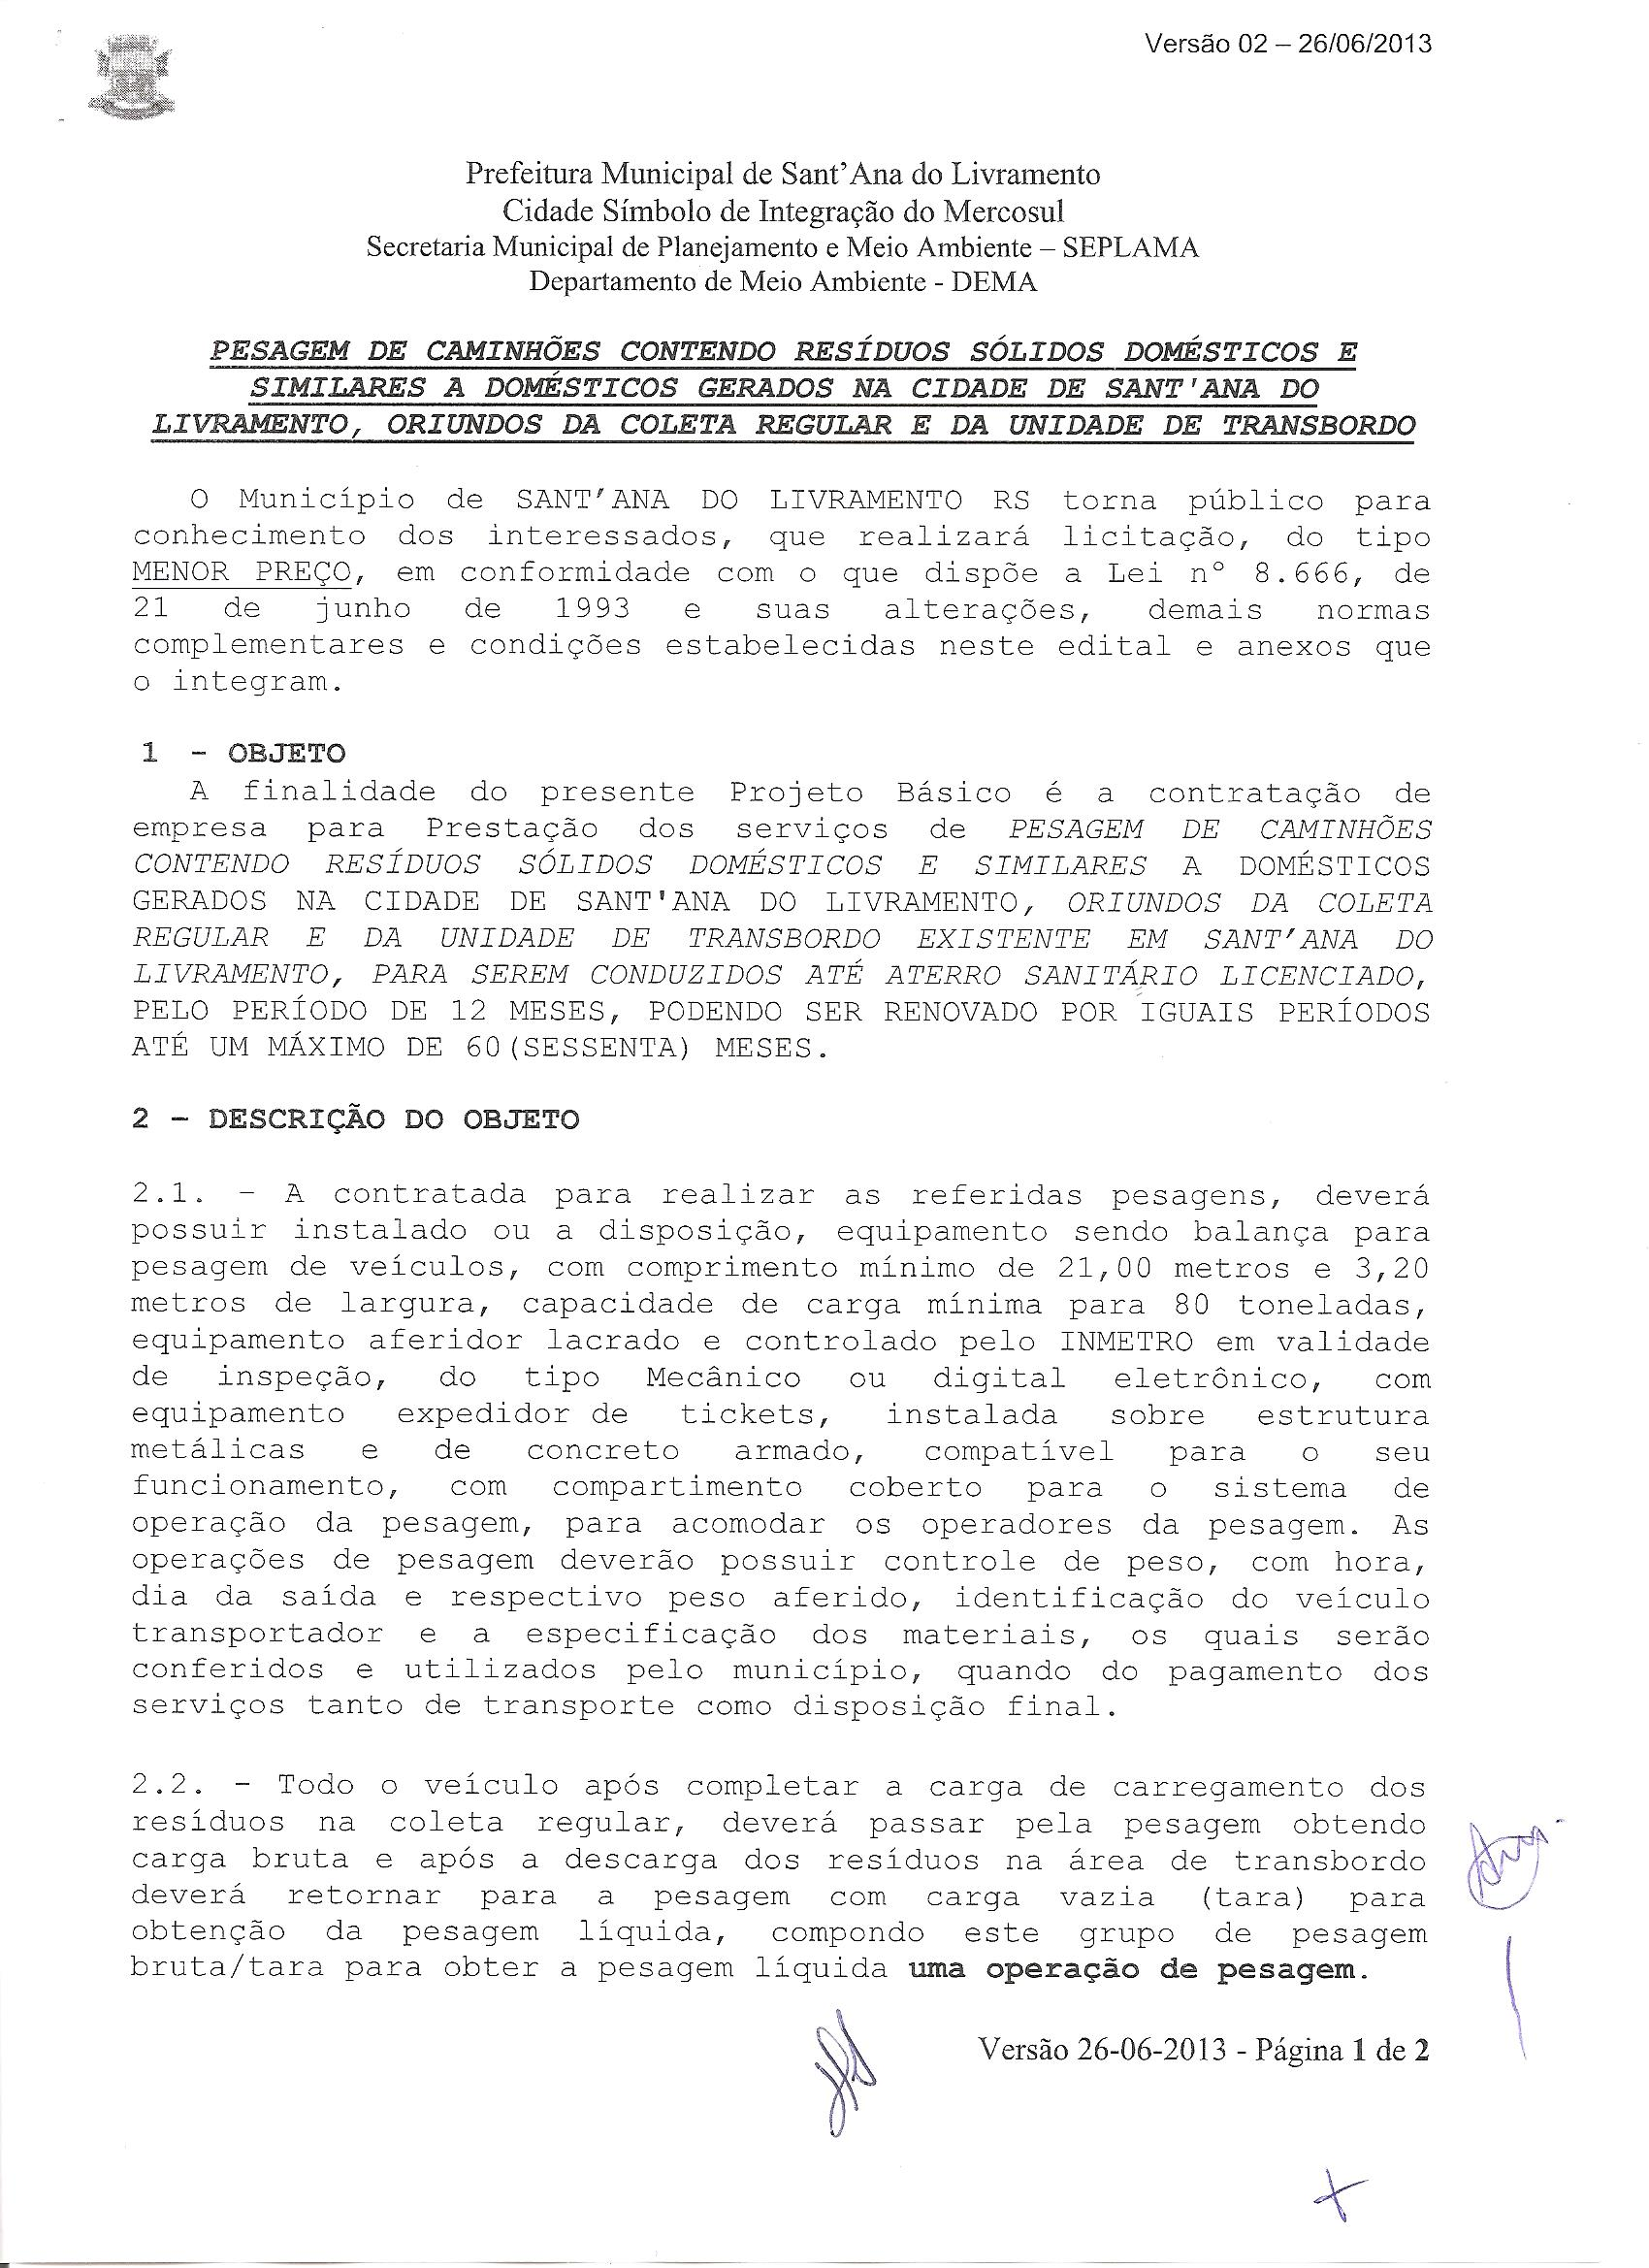 Versão 02 – 26/06/2013
Prefeitura Municipal de Sant'Ana do Livramento
Cidade Símbolo de Integração do Mercosul
Secretaria Municipal de Planejamento e Meio Ambiente – SEPLAMA
Departamento de Meio Ambiente - DEMA
PESAGEM DE CAMINHÕES CONTENDO RESÍDUOS SÓLIDOS DOMÉSTICOS E
SIMILARES A DOMÉSTICOS GERADOS NA CIDADE DE SANT'ANA DO
LIVRAMENTO, ORIUNDOS DA COLETA REGULAR E DA UNIDADE DE TRANSBORDO
O Município de SANT'ANA DO LIVRAMENTO RS torna público para
conhecimento dos interessados, que realizará licitação, do tipo
MENOR PREÇO, em conformidade com o que dispõe a Lei nº 8.666, de
21 de junho de 1993 e suas alterações, demais normas
complementares e condições estabelecidas neste edital e anexos que
o integram.
1 - OBJETO
A finalidade do presente Projeto Básico é a contratação de
empresa para Prestação dos serviços de PESAGEM DE CAMINHÕES
CONTENDO RESÍDUOS SÓLIDOS DOMÉSTICOS E SIMILARES A DOMÉSTICOS
GERADOS NA CIDADE DE SANT'ANA DO LIVRAMENTO, ORIUNDOS DA COLETA
REGULAR E DA UNIDADE DE TRANSBORDO EXISTENTE EM SANT'ANA DO
LIVRAMENTO, PARA SEREM CONDUZIDOS ATÉ ATERRO SANITÁRIO LICENCIADO,
PELO PERÍODO DE 12 MESES, PODENDO SER RENOVADO POR IGUAIS PERÍODOS
ATÉ UM MÁXIMO DE 60(SESSENTA) MESES.
2 – DESCRIÇÃO DO OBJETO
2.1. - A contratada para realizar as referidas pesagens, deverá
possuir instalado ou a disposição, equipamento sendo balança para
pesagem de veículos, com comprimento mínimo de 21,00 metros e 3,20
metros de largura, capacidade de carga mínima para 80 toneladas,
equipamento aferidor lacrado e controlado pelo INMETRO em validade
de inspeção, do tipo Mecânico ou digital eletrônico, com
equipamento expedidor de tickets, instalada sobre estrutura
metálicas e de concreto armado, compatível para o seu
funcionamento, com compartimento coberto para o sistema de
operação da pesagem, para acomodar os operadores da pesagem. As
operações de pesagem deverão possuir controle de peso, com hora,
dia da saída e respectivo peso aferido, identificação do veículo
transportador e a especificação dos materiais, os quais serão
conferidos e utilizados pelo município, quando do pagamento dos
serviços tanto de transporte como disposição final.
2.2. - Todo o veículo após completar a carga de carregamento dos
resíduos na coleta regular, deverá passar pela pesagem obtendo
carga bruta e após a descarga dos resíduos na área de transbordo
deverá retornar para a pesagem com carga vazia (tara) para
obtenção da pesagem líquida, compondo este grupo de pesagem
bruta/tara para obter a pesagem líquida uma operação de pesagem.
Versão 26-06-2013 - Página 1 de 2